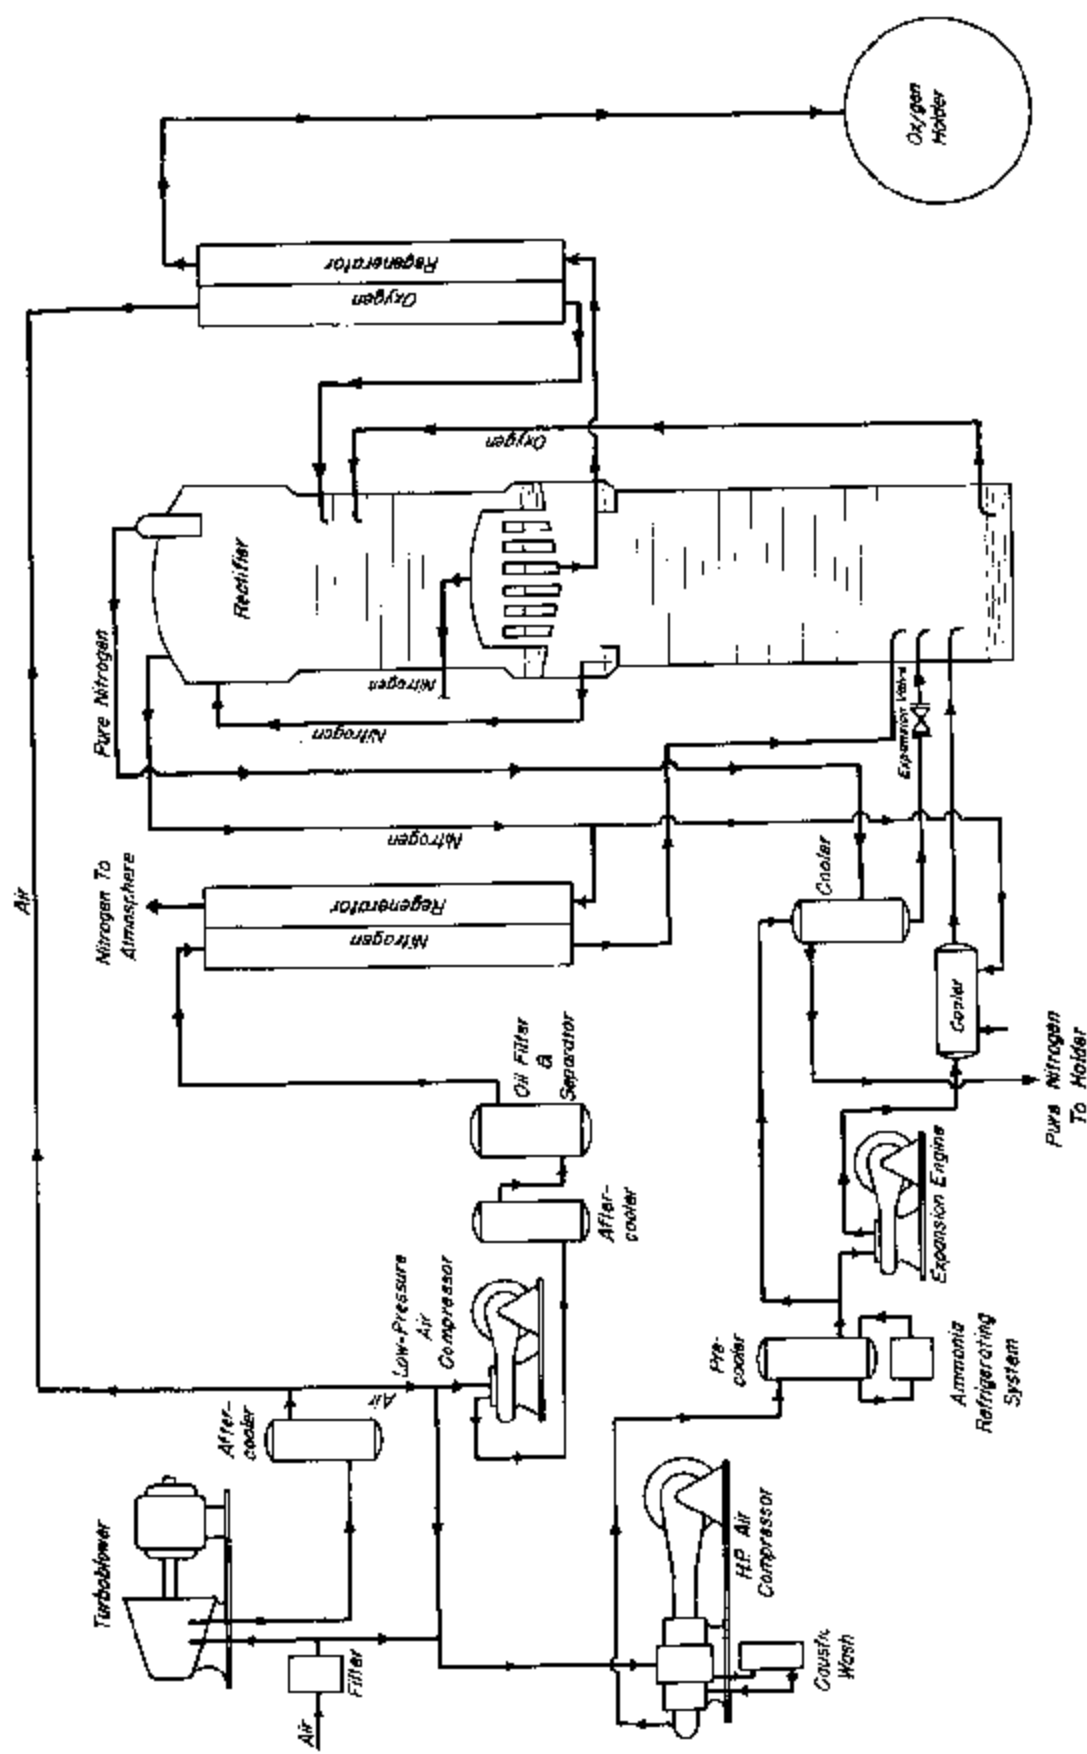 Air
Filter
Turboblower
After-
cooler
Air
Low-Pressure
Air
Compressor
After-
cooler
Oil Filter
&
Separator
Nitrogen To
Atmosphere
Nitrogen
Regenerator
Nitrogen
Pure Nitrogen
Nitrogen
Nitrogen
Rectifier
Oxygen
Oxygen
Regenerator
Oxygen
Holder
Air
Caustic
Wash
H.P. Air
Compressor
Pre-
cooler
Ammonia
Refrigerating
System
Expansion Engine
Cooler
Cooler
Expansion Valve
Pure Nitrogen
To Holder